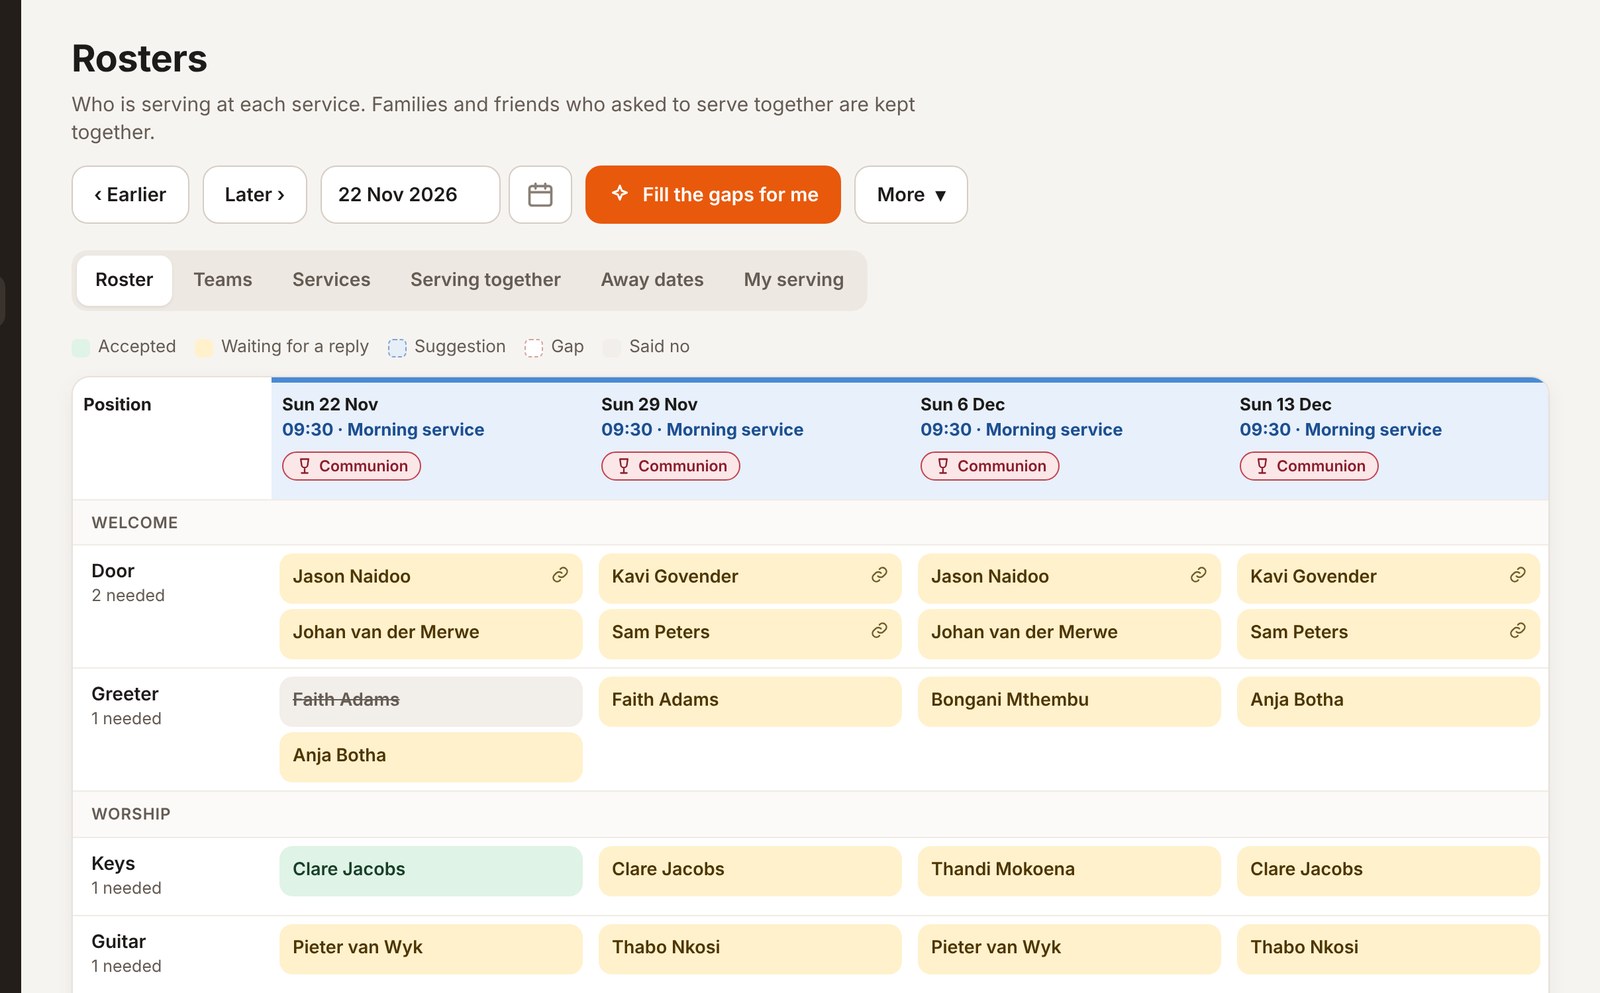 Rosters
Who is serving at each service. Families and friends who asked to serve together are kept
together.
‹ Earlier
Later ›
22 Nov 2026
Fill the gaps for me
More ▼
Roster
Teams
Services
Serving together
Away dates
My serving
Accepted
Waiting for a reply
Suggestion
Gap
Said no
Position
Sun 22 Nov
09:30 · Morning service
Communion
Sun 29 Nov
09:30 · Morning service
Communion
Sun 6 Dec
09:30 · Morning service
Communion
Sun 13 Dec
09:30 · Morning service
Communion
WELCOME
Door
2 needed
Jason Naidoo
Johan van der Merwe
Kavi Govender
Sam Peters
Jason Naidoo
Johan van der Merwe
Kavi Govender
Sam Peters
Greeter
1 needed
Faith Adams
Anja Botha
Faith Adams
Bongani Mthembu
Anja Botha
WORSHIP
Keys
1 needed
Clare Jacobs
Clare Jacobs
Thandi Mokoena
Clare Jacobs
Guitar
1 needed
Pieter van Wyk
Thabo Nkosi
Pieter van Wyk
Thabo Nkosi